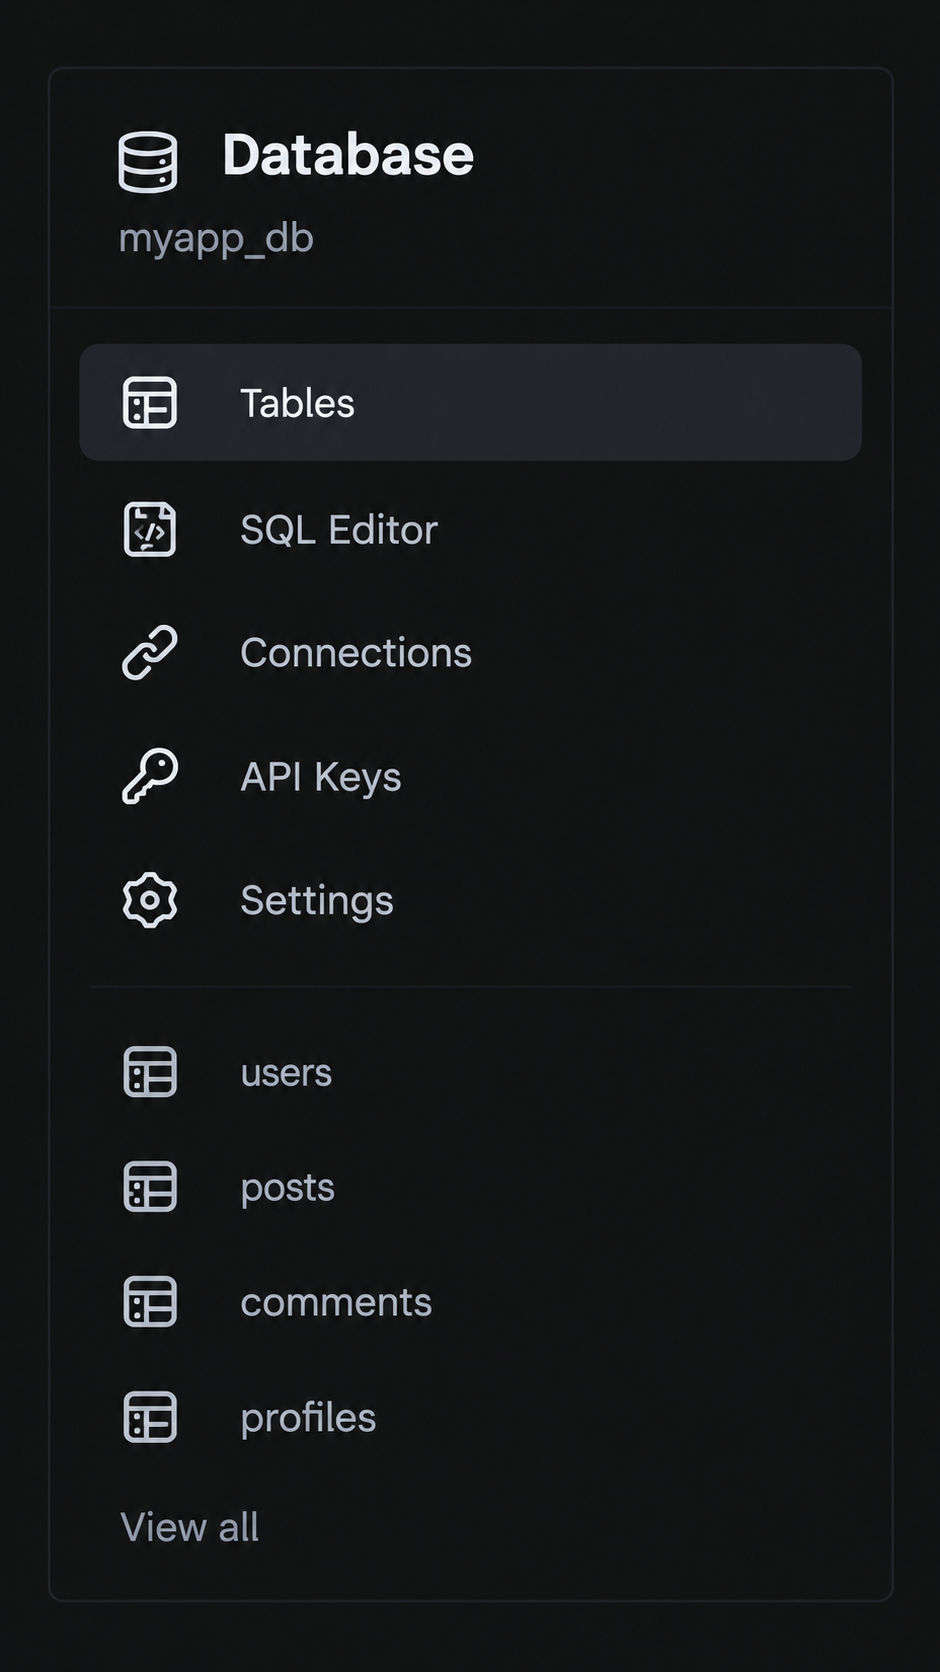 Database
myapp_db
Tables
SQL Editor
Connections
API Keys
Settings
users
posts
comments
profiles
View all